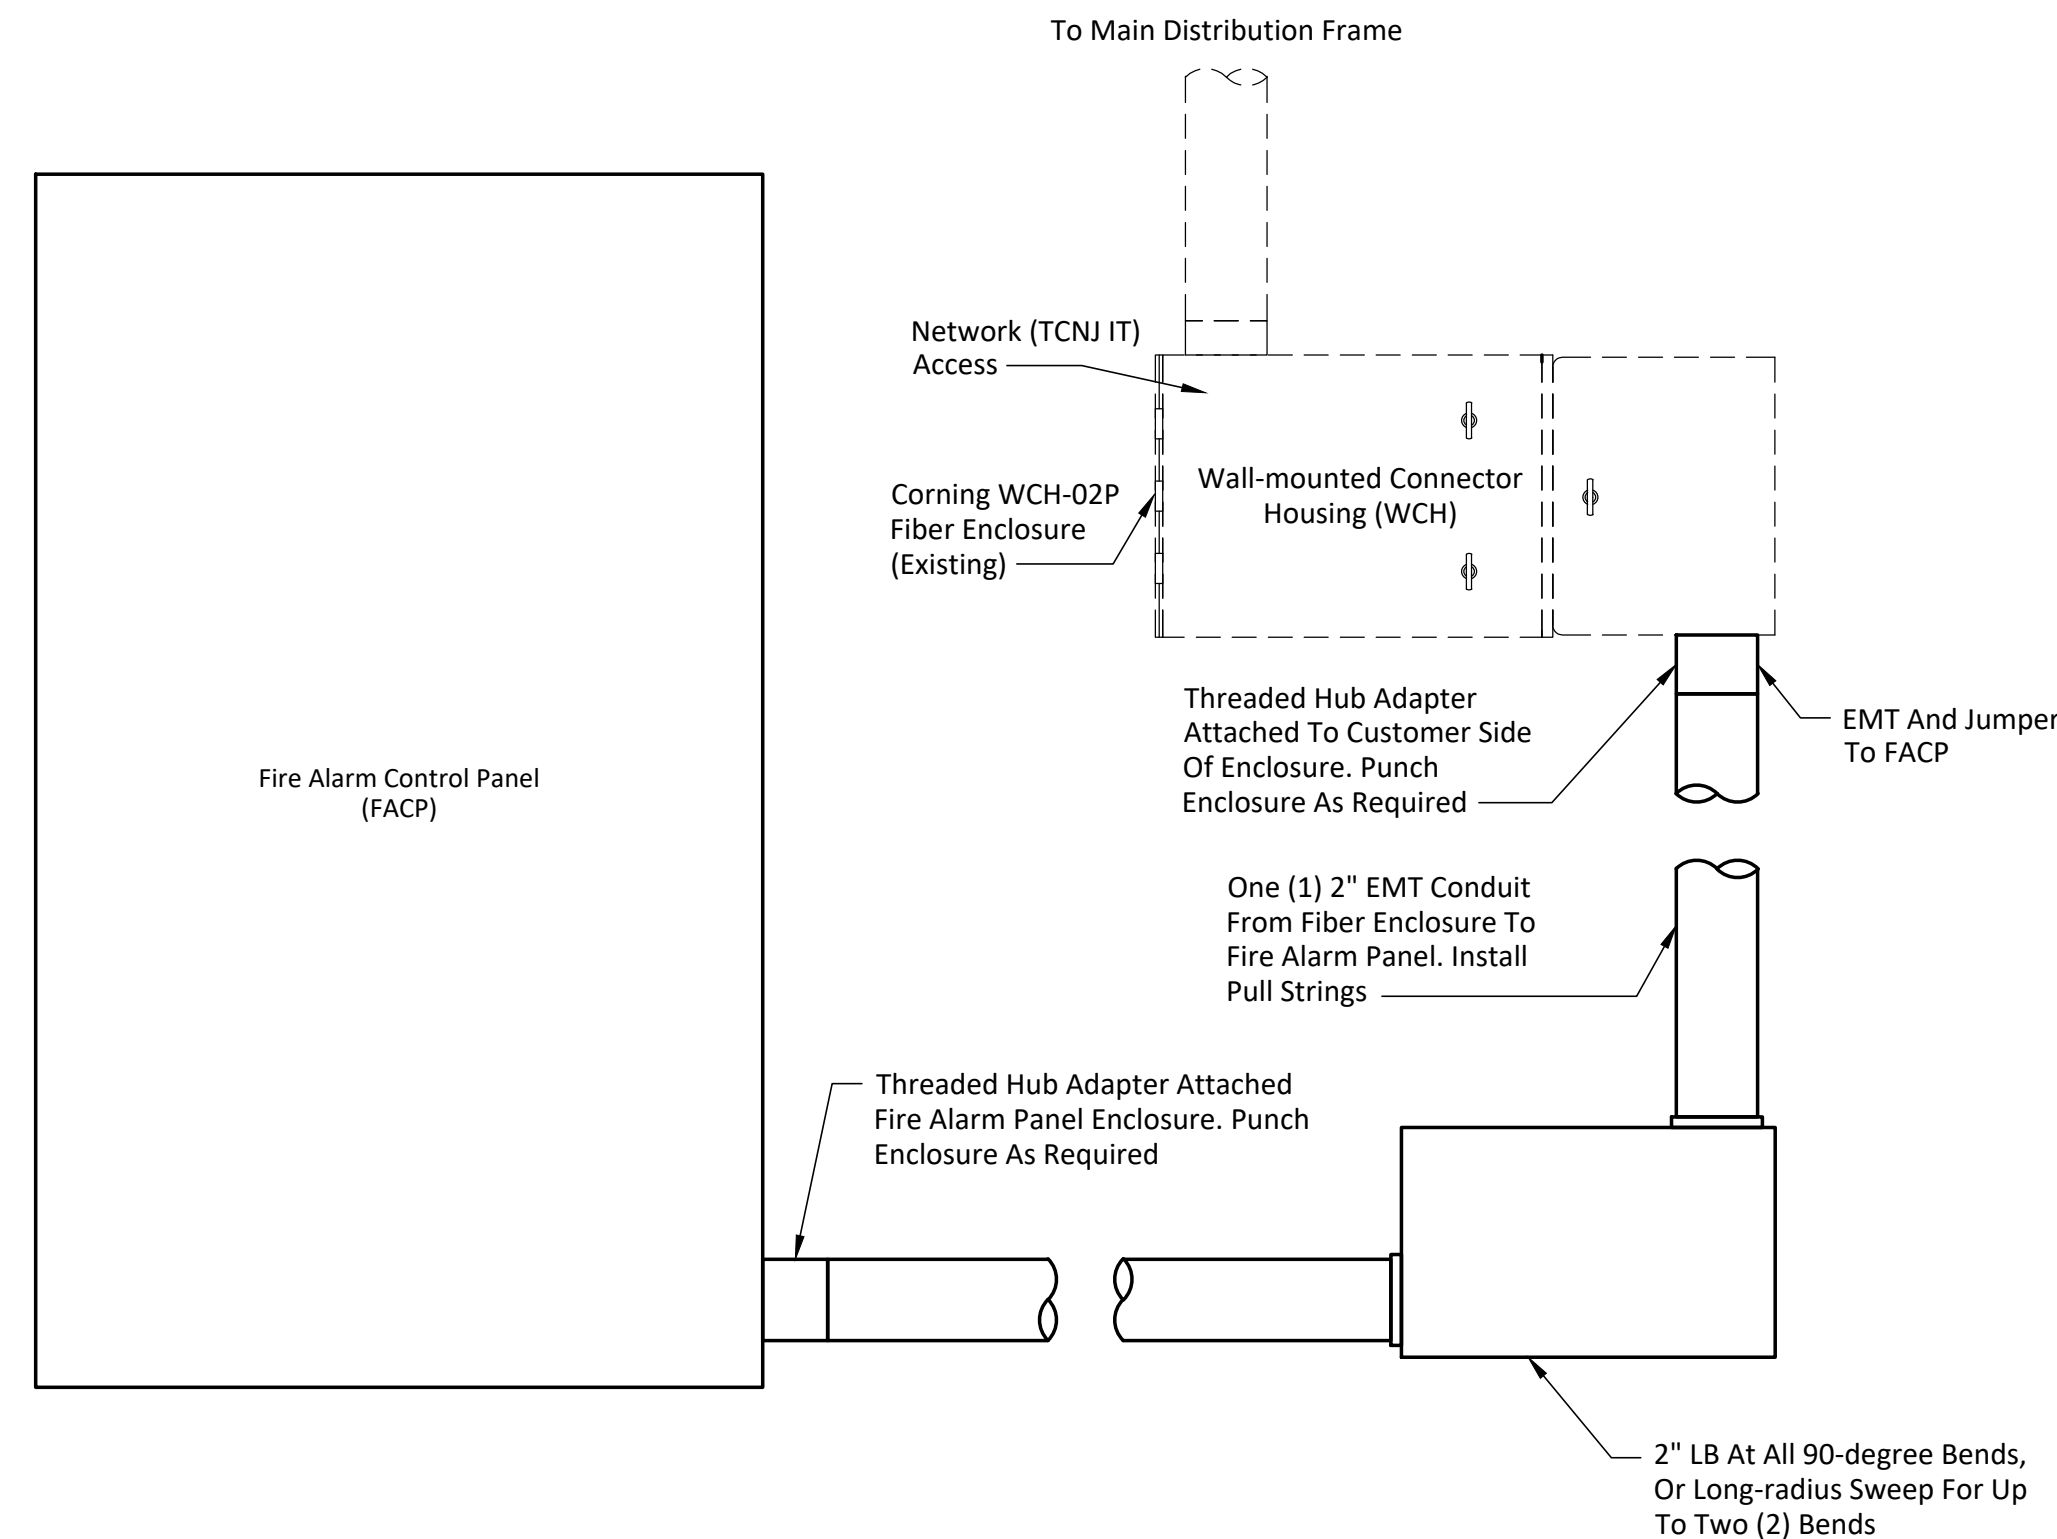 To Main Distribution Frame
Network (TCNJ IT)
Access
Corning WCH-02P
Fiber Enclosure
(Existing)
Wall-mounted Connector
Housing (WCH)
Threaded Hub Adapter
Attached To Customer Side
Of Enclosure. Punch
Enclosure As Required
EMT And Jumper
To FACP
Fire Alarm Control Panel
(FACP)
One (1) 2" EMT Conduit
From Fiber Enclosure To
Fire Alarm Panel. Install
Pull Strings
Threaded Hub Adapter Attached
Fire Alarm Panel Enclosure. Punch
Enclosure As Required
2" LB At All 90-degree Bends,
Or Long-radius Sweep For Up
To Two (2) Bends